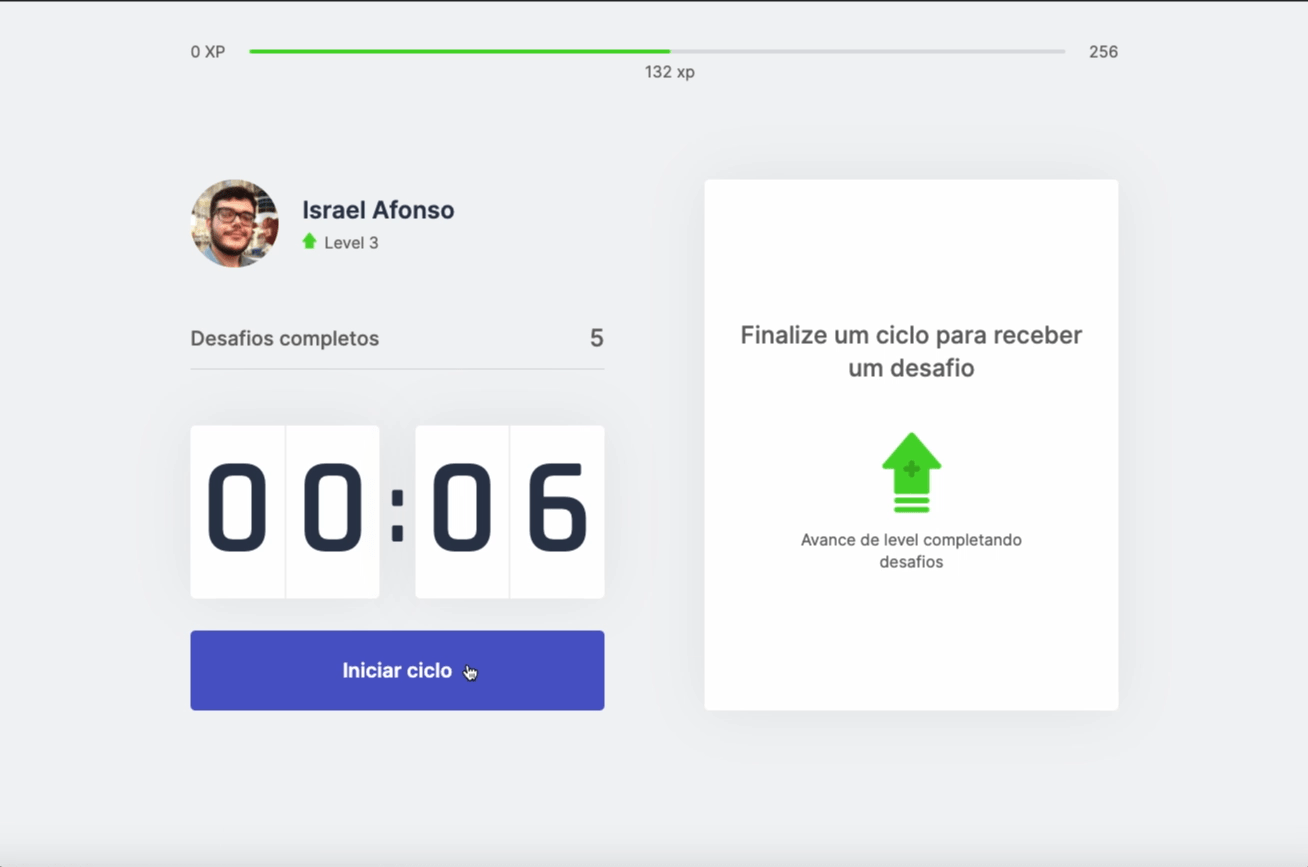 0 XP
256
132 xp
Israel Afonso
Level 3
Desafios completos
5
00:06
Iniciar ciclo
Finalize um ciclo para receber
um desafio
Avance de level completando
desafios